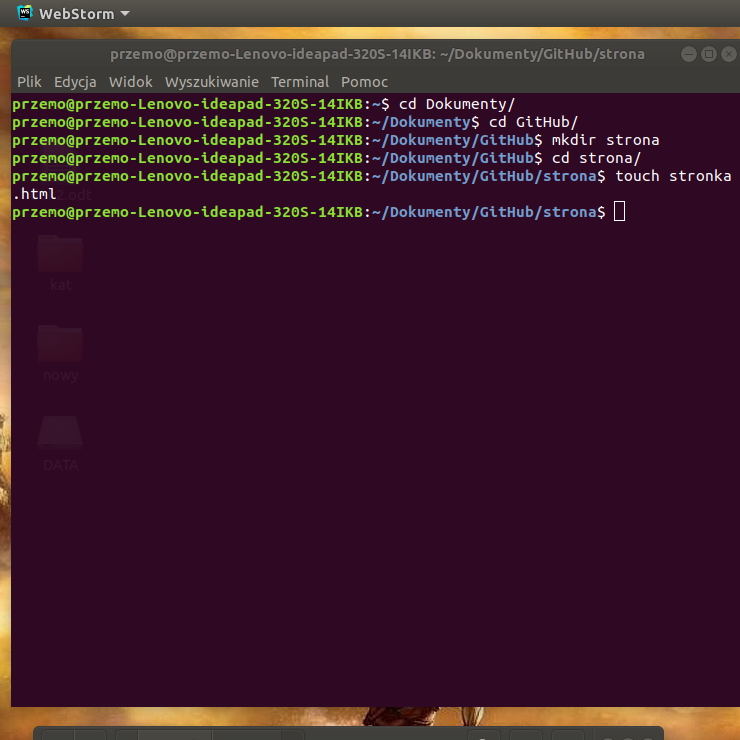 WS WebStorm
przemo@przemo-Lenovo-ideapad-320S-14IKB: ~/Dokumenty/GitHub/strona
Plik Edycja Widok Wyszukiwanie Terminal Pomoc
przemo@przemo-Lenovo-ideapad-320S-14IKB:~$ cd Dokumenty/
przemo@przemo-Lenovo-ideapad-320S-14IKB:~/Dokumenty$ cd GitHub/
przemo@przemo-Lenovo-ideapad-320S-14IKB:~/Dokumenty/GitHub$ mkdir strona
przemo@przemo-Lenovo-ideapad-320S-14IKB:~/Dokumenty/GitHub$ cd strona/
przemo@przemo-Lenovo-ideapad-320S-14IKB:~/Dokumenty/GitHub/strona$ touch stronka
.html
przemo@przemo-Lenovo-ideapad-320S-14IKB:~/Dokumenty/GitHub/strona$
kat
nowy
DATA